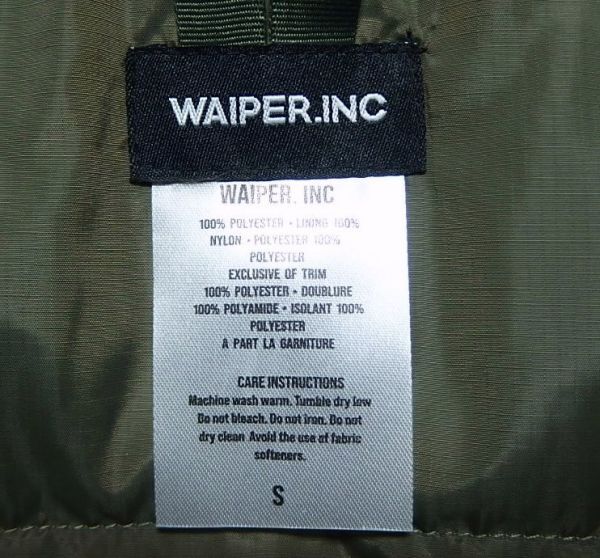 WAIPER.INC
WAIPER. INC
100% POLYESTER • LINING 100%
NYLON • POLYESTER 100%
POLYESTER
EXCLUSIVE OF TRIM
100% POLYESTER • DOUBLURE
100% POLYAMIDE • ISOLANT 100%
POLYESTER
A PART LA GARNITURE
CARE INSTRUCTIONS
Machine wash warm. Tumble dry low
Do not bleach. Do not iron. Do not
dry clean Avoid the use of fabric
softeners.
S